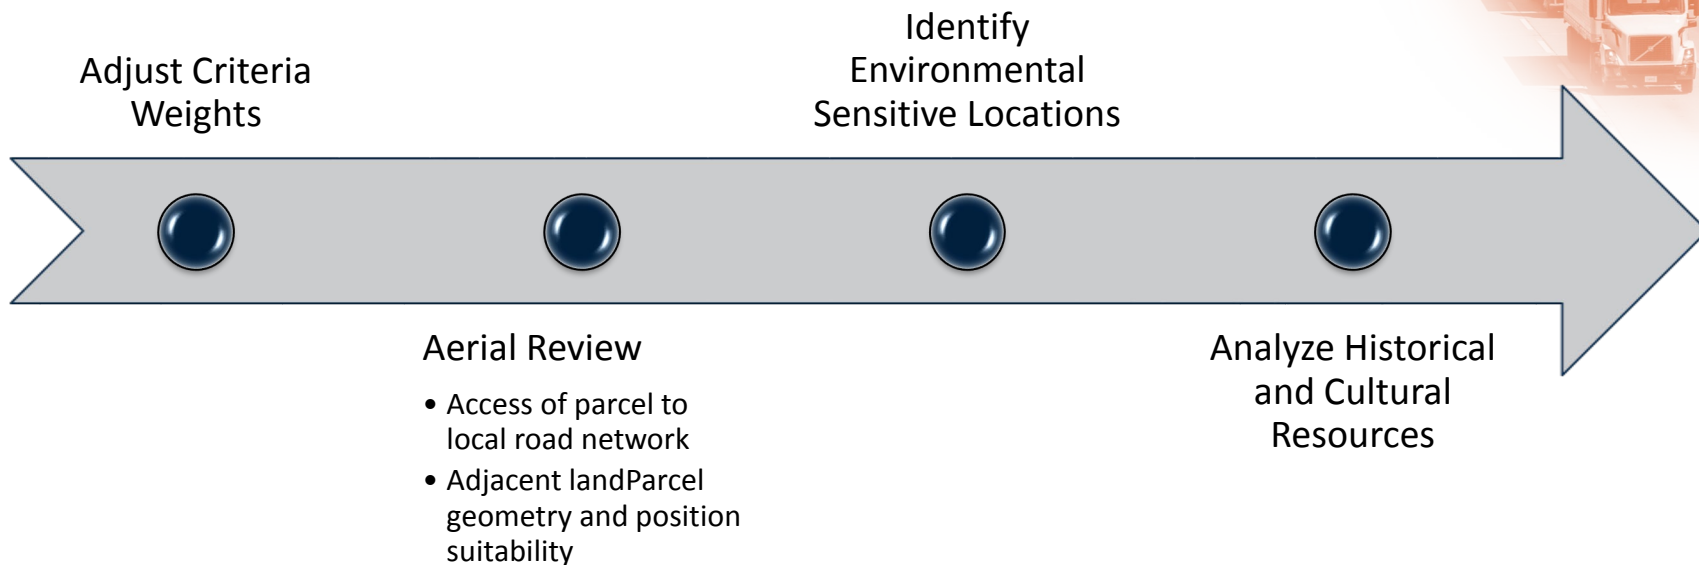 Adjust Criteria
Weights
Aerial Review
• Access of parcel to
local road network
• Adjacent landParcel
geometry and position
suitability
Identify
Environmental
Sensitive Locations
Analyze Historical
and Cultural
Resources